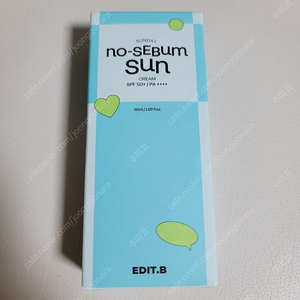 SUNDAY
no-SEBUM
sun
CREAM
SPF 50+ / PA ++++
50ml / 1.69 fl.oz.
EDIT.B